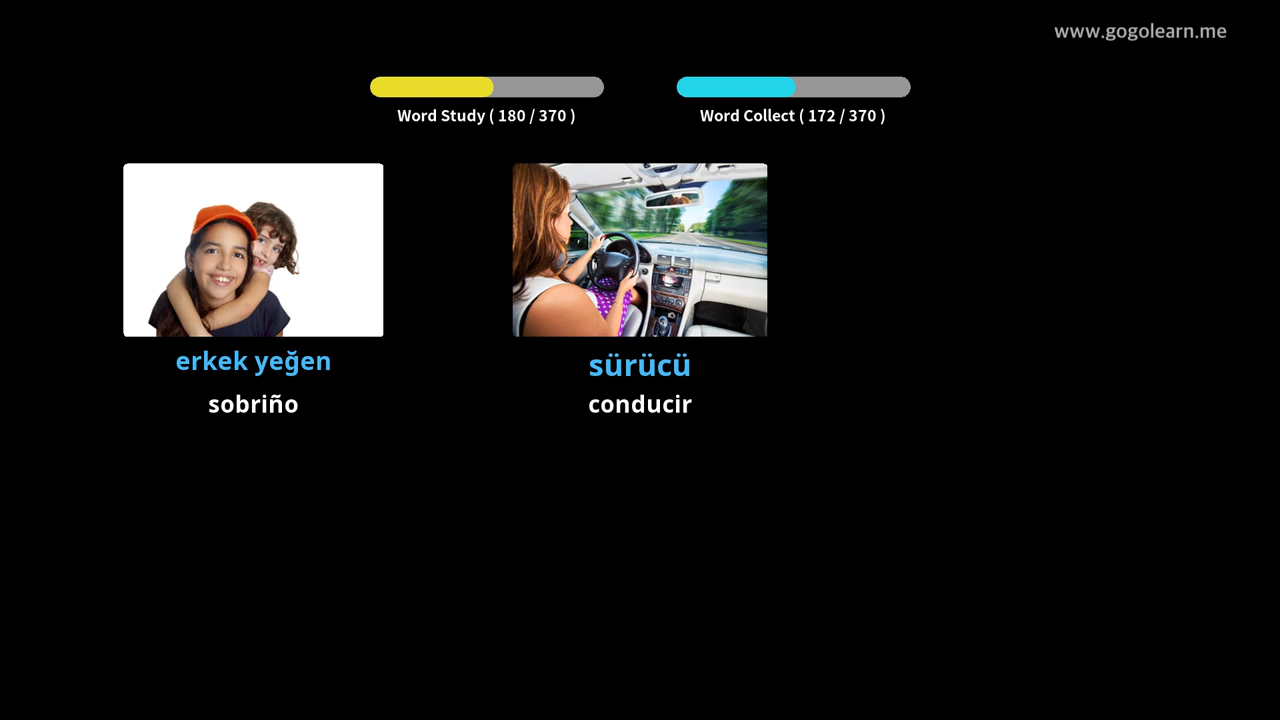 www.gogolearn.me
Word Study ( 180 / 370 )
Word Collect ( 172 / 370 )
erkek yeğen
sobriño
sürücü
conducir